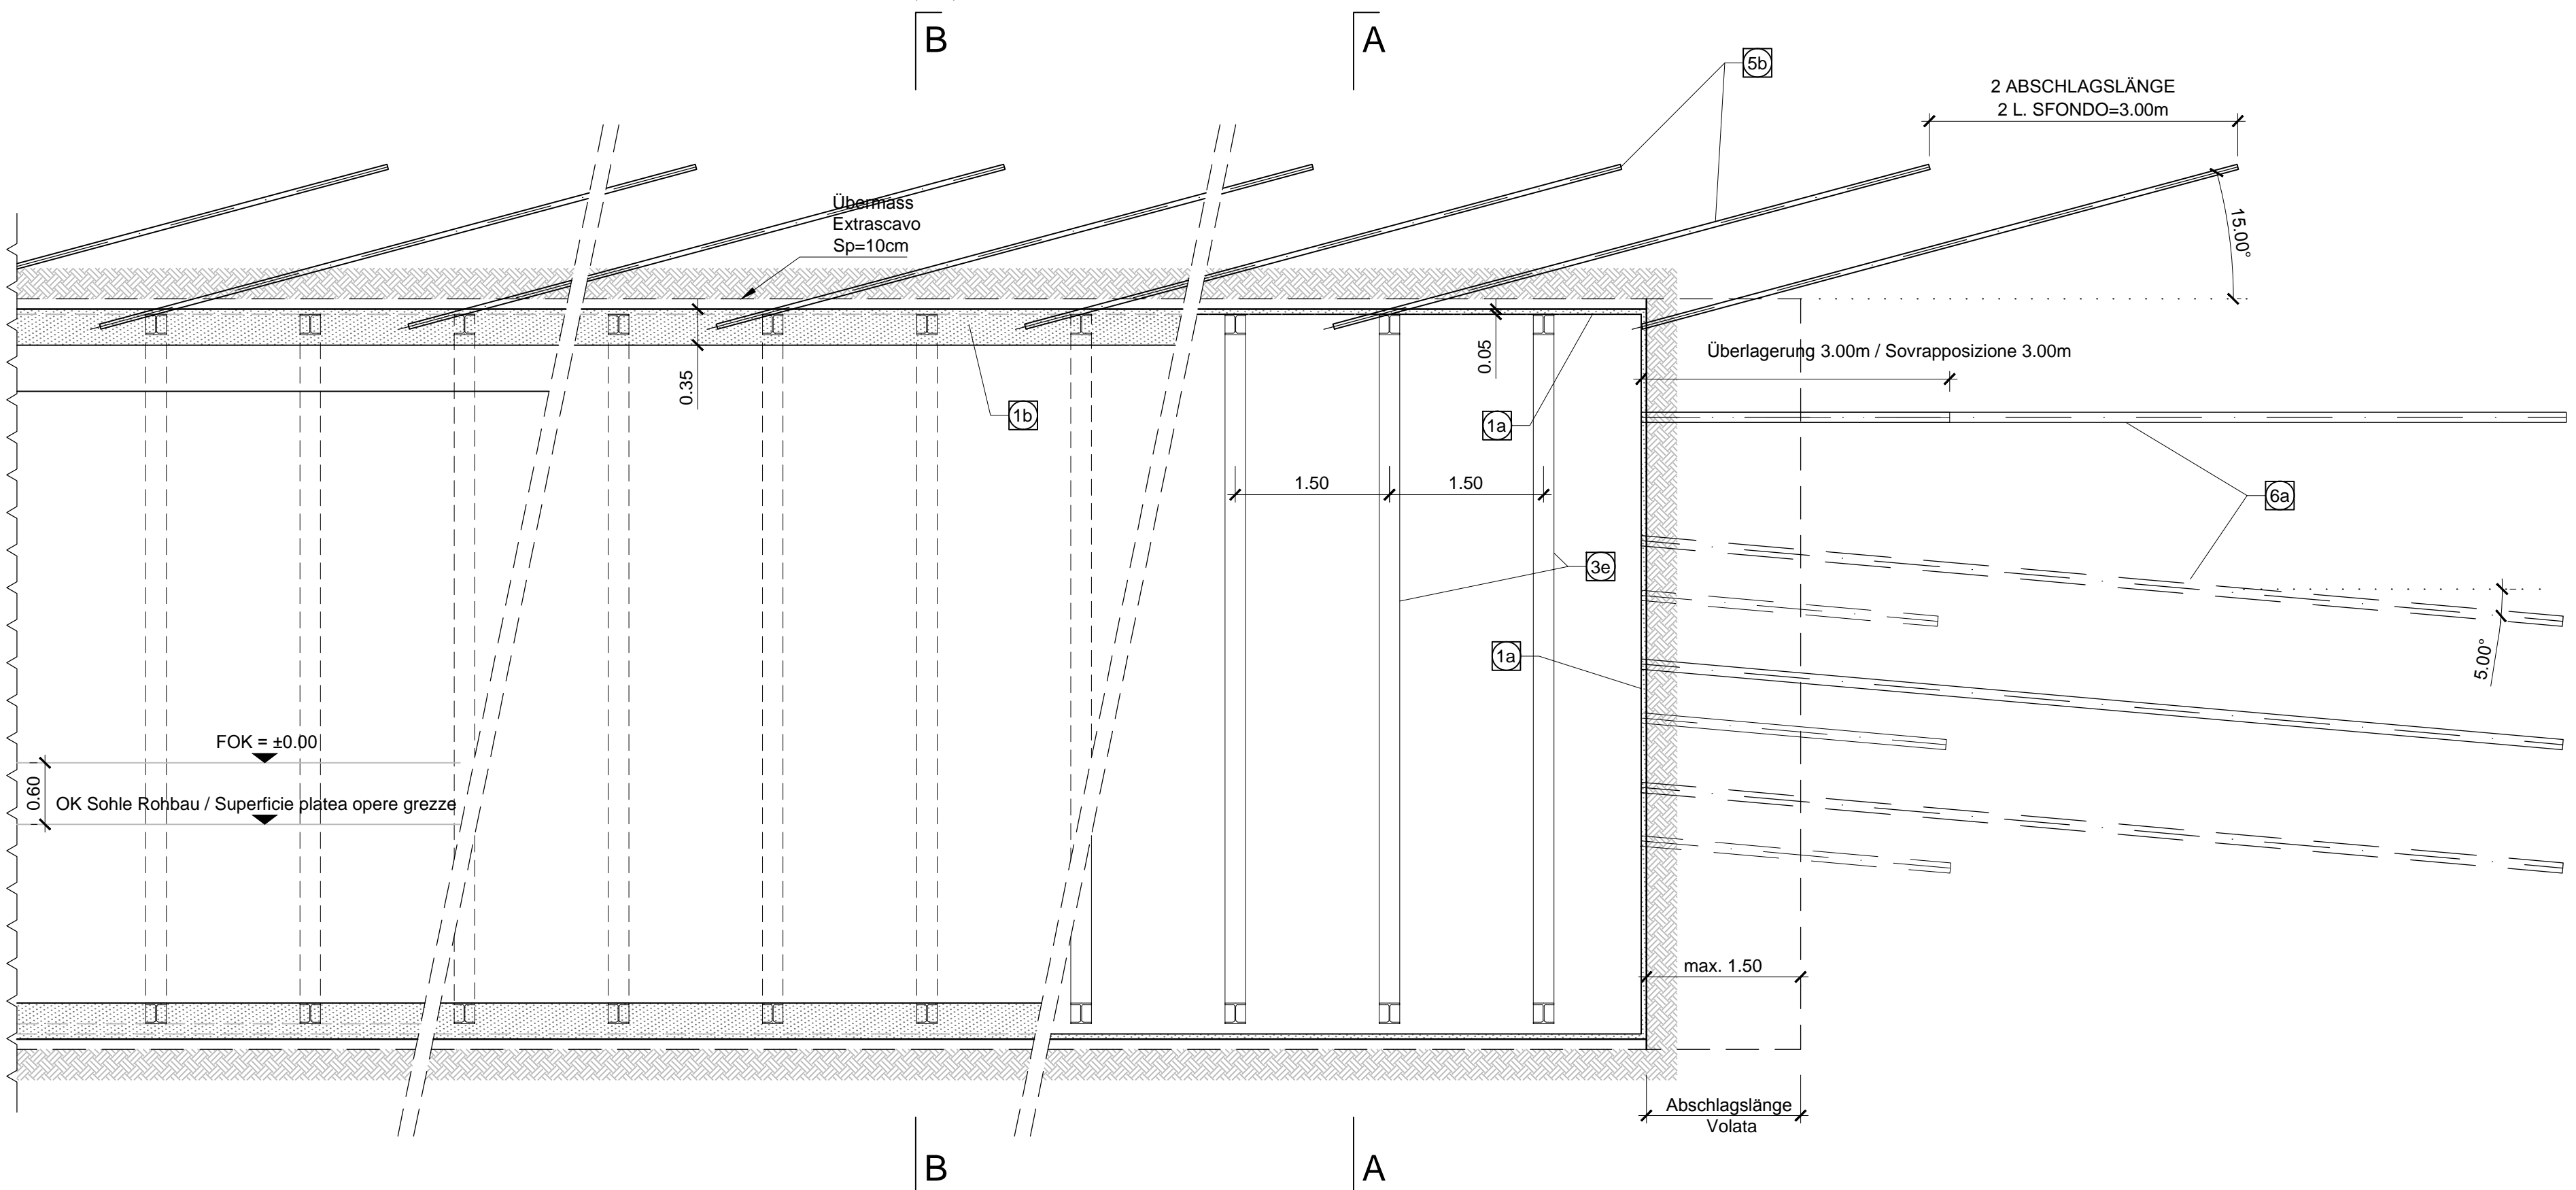 B
A
5b
2 ABSCHLAGSLÄNGE
2 L. SFONDO=3.00m
Übermass
Extrascavo
Sp=10cm
15.00°
0.35
0.05
Überlagerung 3.00m / Sovrapposizione 3.00m
1b
1a
1.50
1.50
6a
3e
1a
5.00°
FOK = ±0.00
0.60
OK Sohle Rohbau / Superficie platea opere grezze
max. 1.50
Abschlagslänge
Volata
B
A